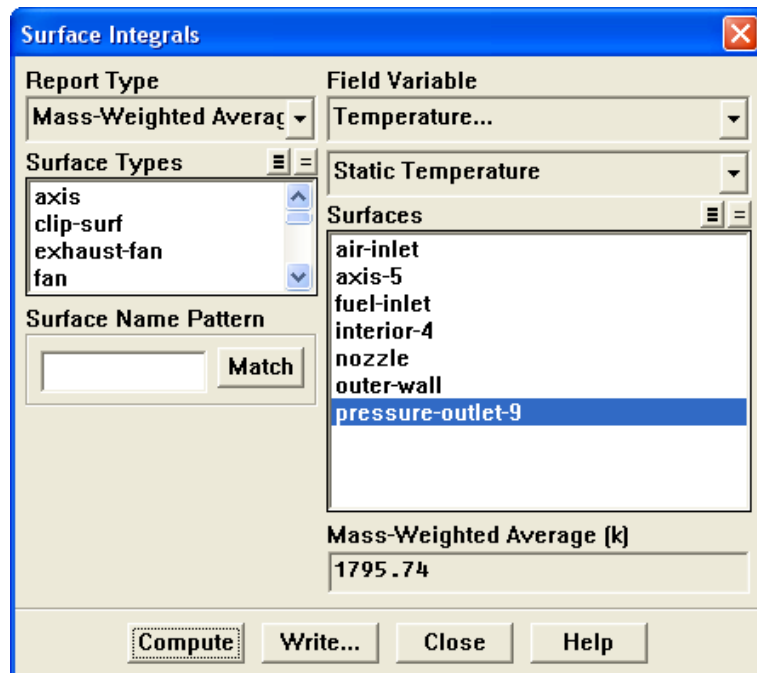 Surface Integrals
Report Type
Mass-Weighted Averag
Surface Types
axis
clip-surf
exhaust-fan
fan
Surface Name Pattern
Match
Field Variable
Temperature...
Static Temperature
Surfaces
air-inlet
axis-5
fuel-inlet
interior-4
nozzle
outer-wall
pressure-outlet-9
Mass-Weighted Average (k)
1795.74
Compute Write... Close Help